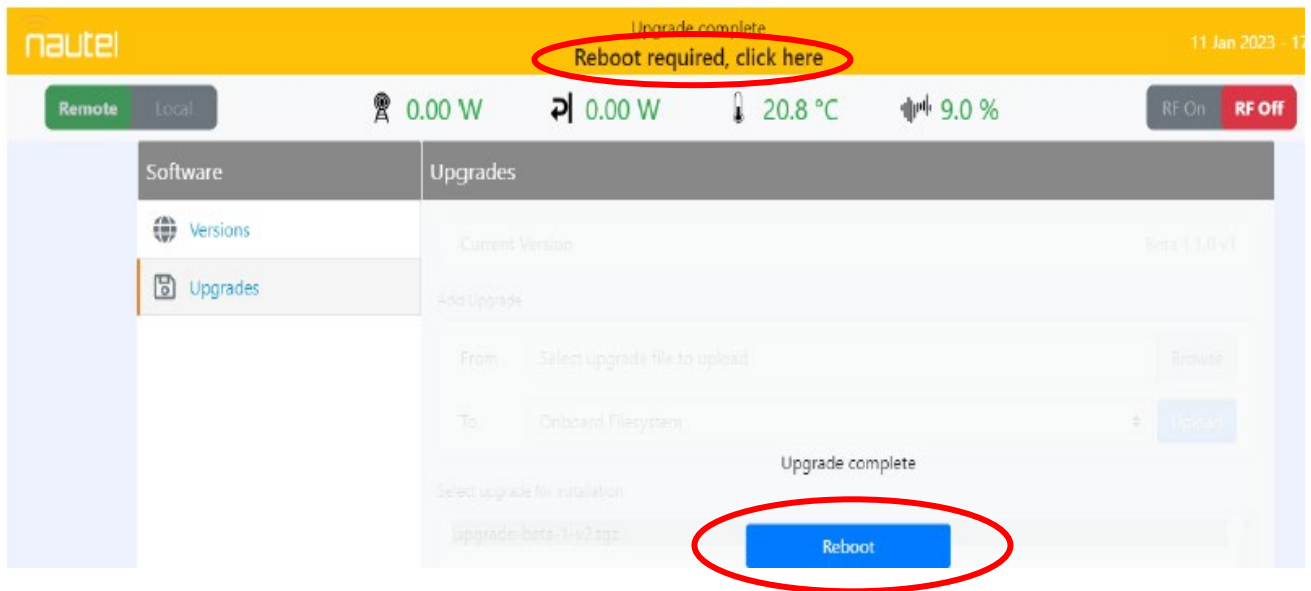 nautel
Upgrade complete
Reboot required, click here
11 Jan 2023 - 17
Remote Local 0.00 W 0.00 W 20.8 °C 9.0 % RF On RF Off
Software
Upgrades
Versions
Upgrades
Current Version Beta 1.1.0 v1
Add Upgrade
From Select upgrade file to upload Browse
To Onboard Filesystem Upload
Upgrade complete
Select upgrade for installation
upgrade-beta-1-v2.tgz
Reboot